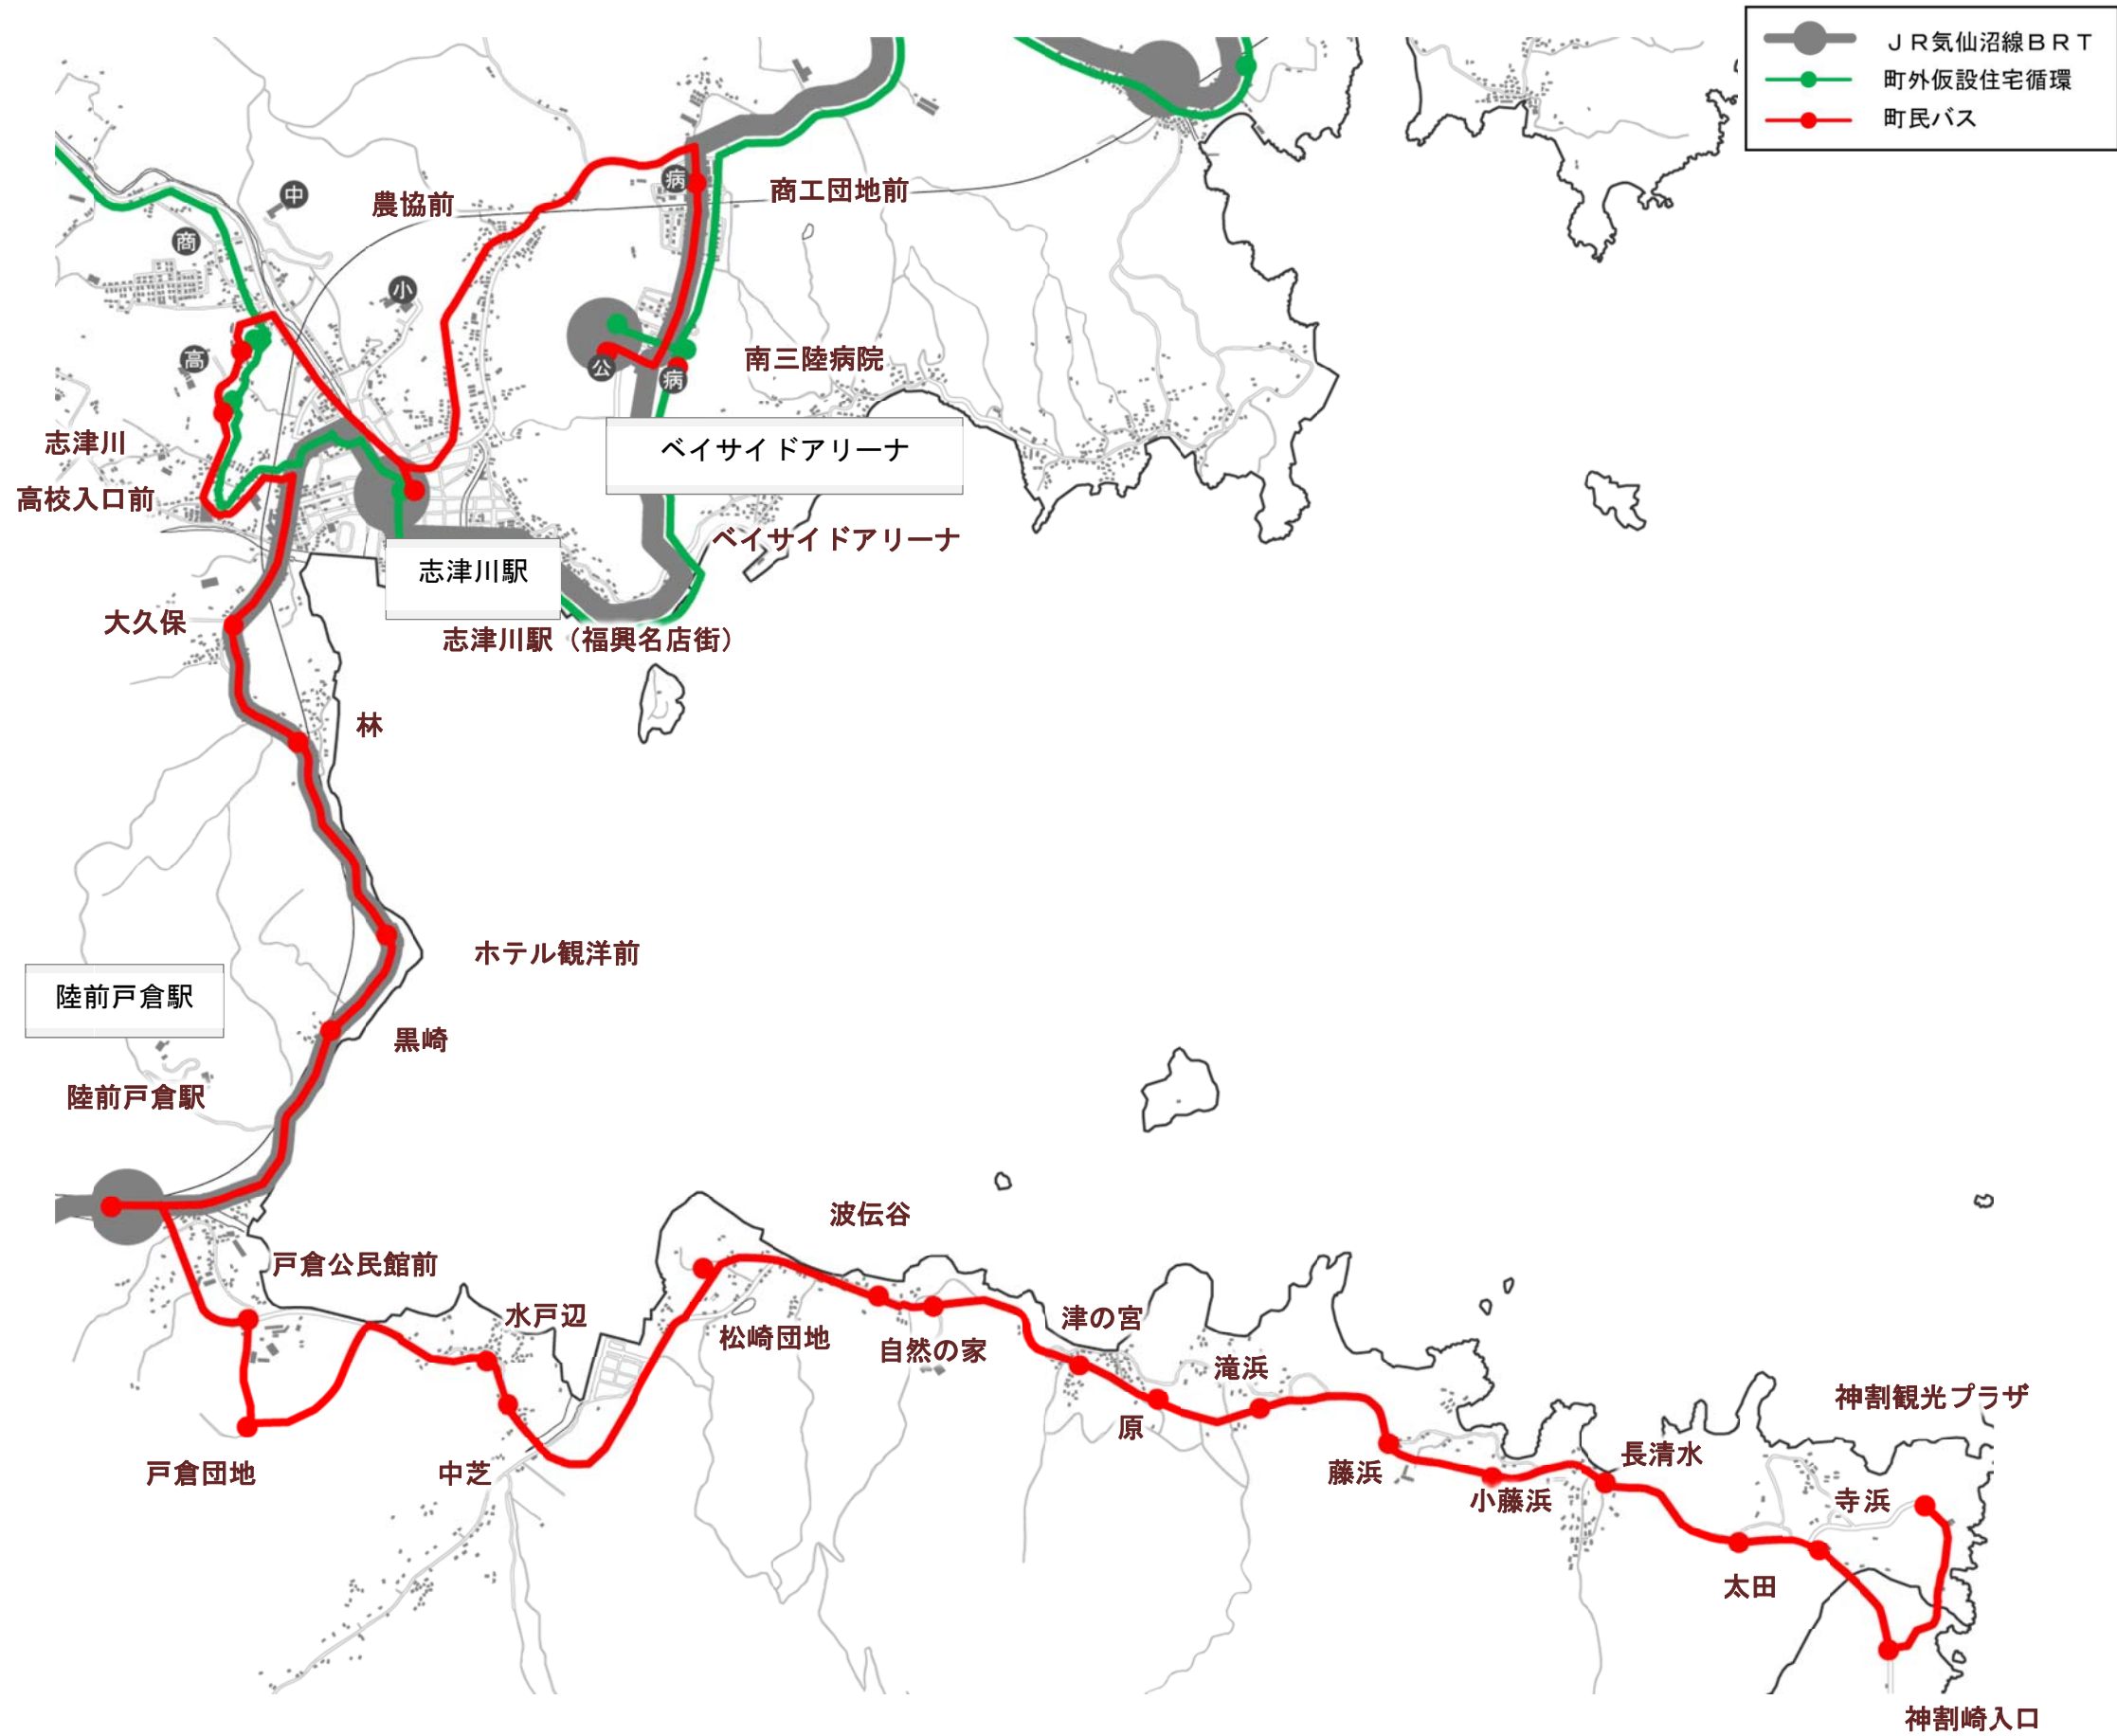 ＪＲ気仙沼線ＢＲＴ
町外仮設住宅循環
町民バス
中
農協前
病
商工団地前
商
小
高
公
病
南三陸病院
志津川
高校入口前
ベイサイドアリーナ
ベイサイドアリーナ
志津川駅
大久保
志津川駅（福興名店街）
林
ホテル観洋前
陸前戸倉駅
黒崎
陸前戸倉駅
波伝谷
戸倉公民館前
水戸辺
松崎団地
自然の家
津の宮
滝浜
神割観光プラザ
原
戸倉団地
中芝
藤浜
小藤浜
長清水
寺浜
太田
神割崎入口